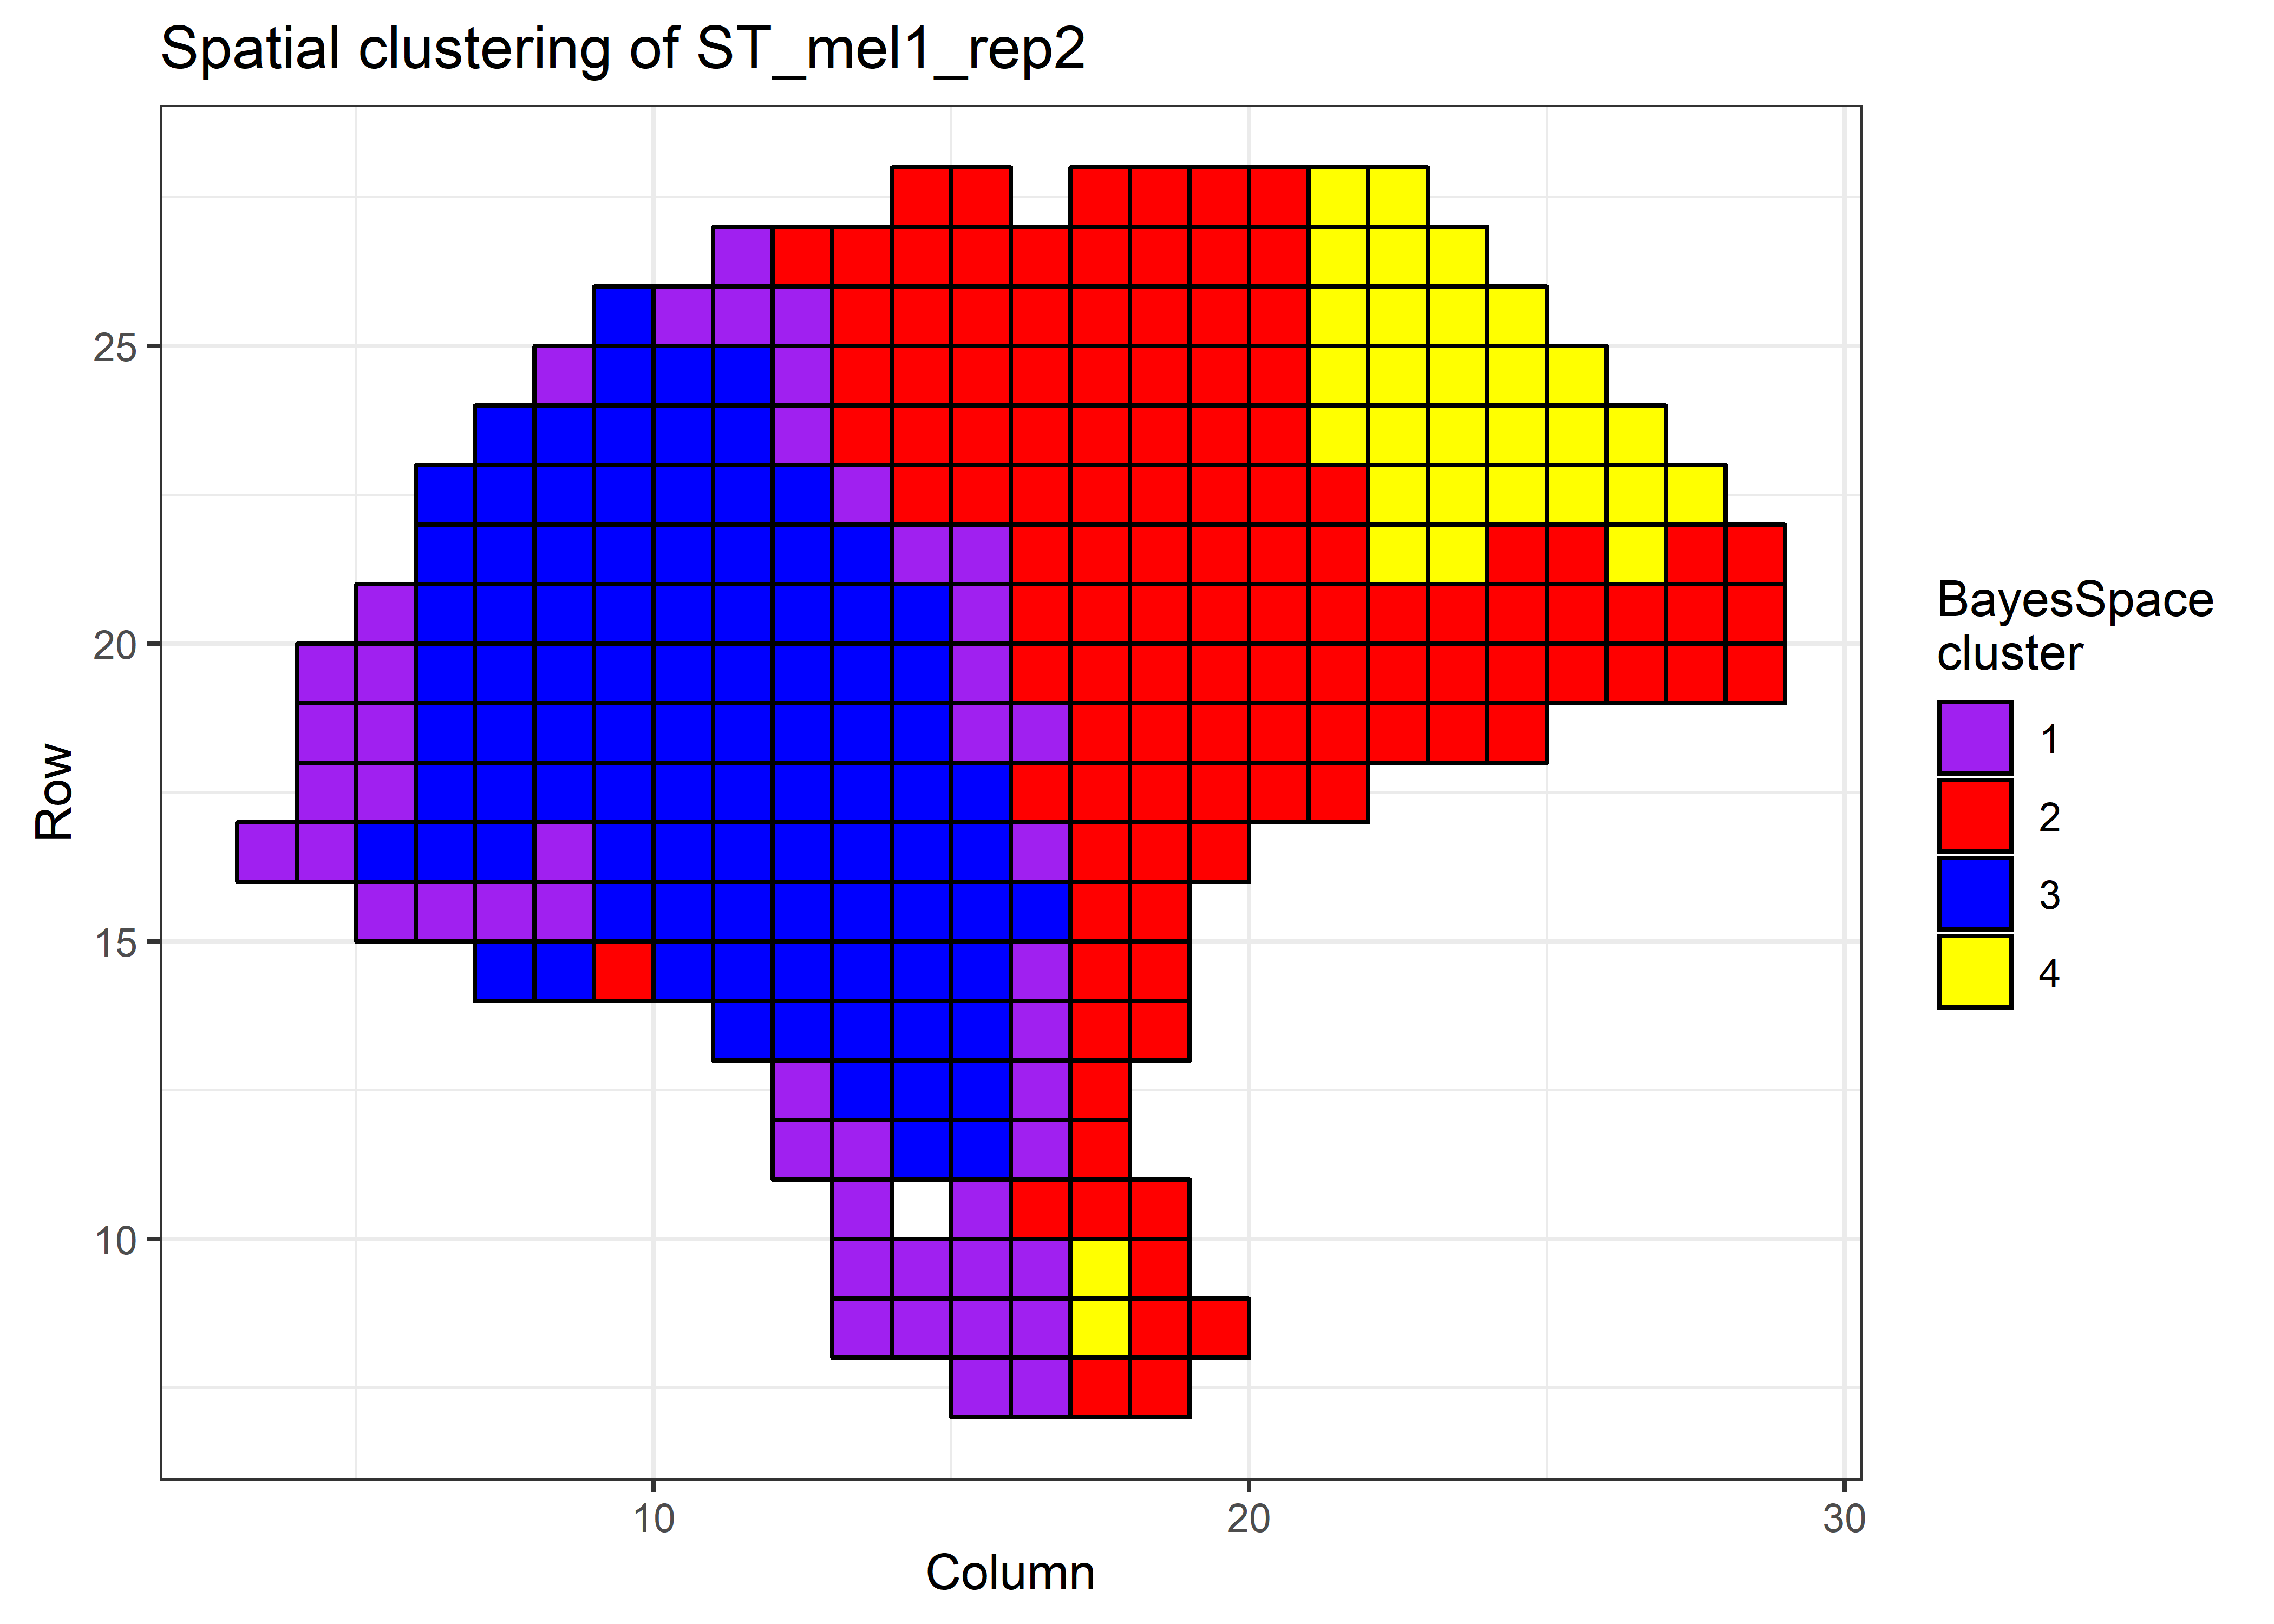 Spatial clustering of ST_mel1_rep2
25
20
15
10
Row
10 20 30
Column
BayesSpace
cluster
1
2
3
4